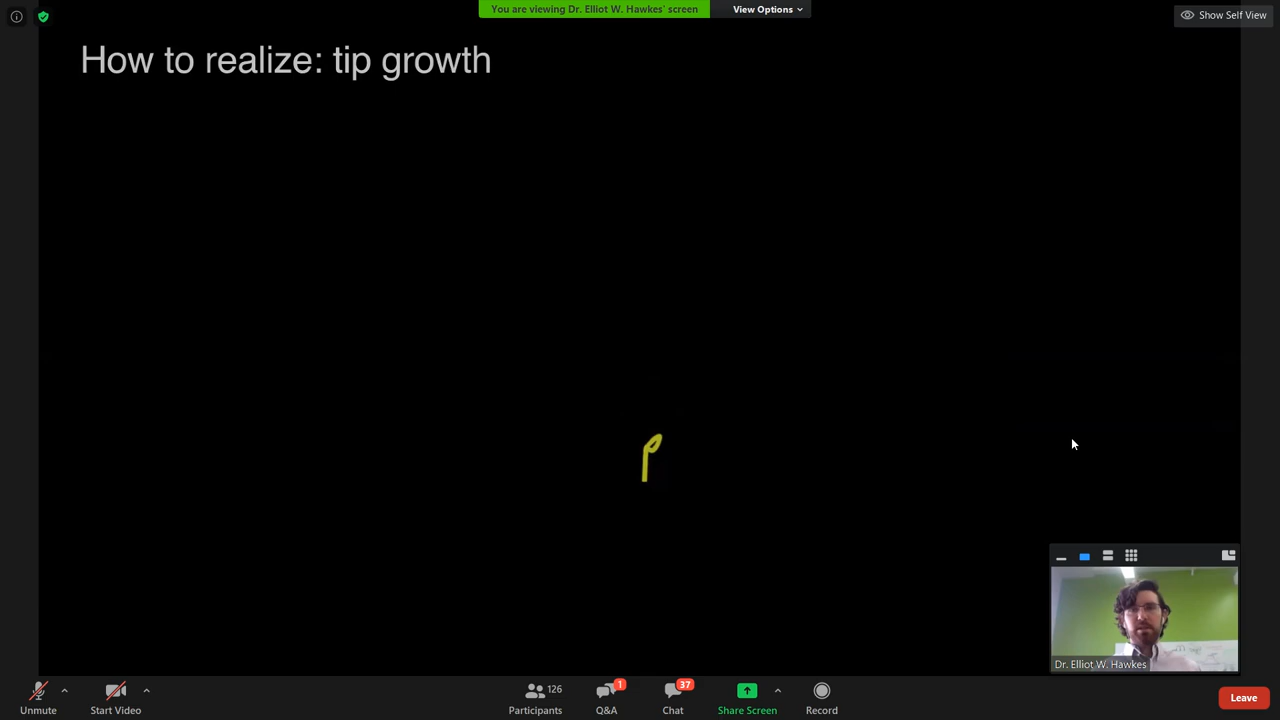 You are viewing Dr. Elliot W. Hawkes' screen
View Options
Show Self View
How to realize: tip growth
Dr. Elliot W. Hawkes
Unmute
Start Video
126
Participants
1
Q&A
37
Chat
Share Screen
Record
Leave